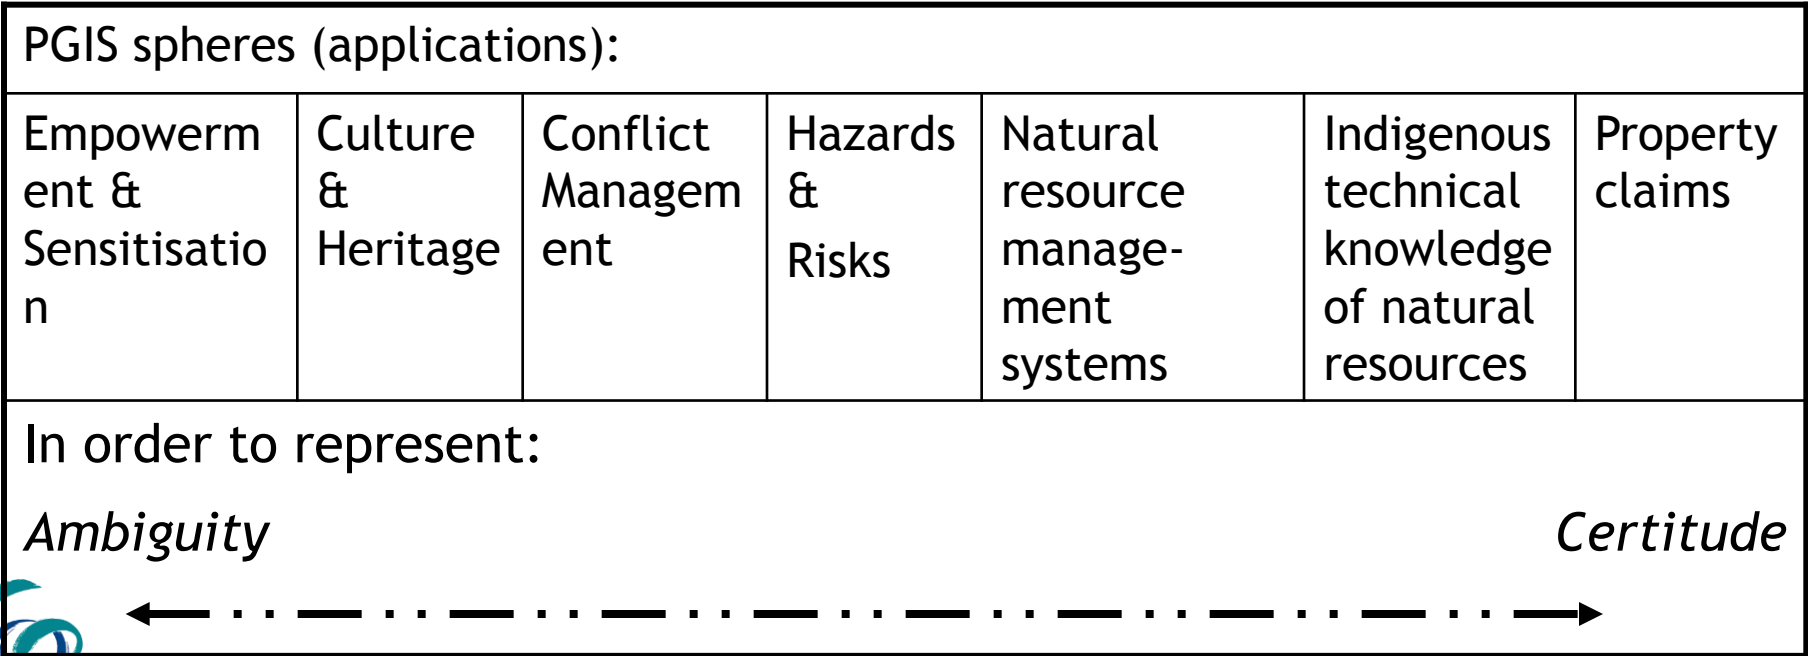 PGIS spheres (applications):
Empowerm
ent &
Sensitisatio
n
Culture
&
Heritage
Conflict
Managem
ent
Hazards
&
Risks
Natural
resource
manage-
ment
systems
Indigenous
technical
knowledge
of natural
resources
Property
claims
In order to represent:
Ambiguity
Certitude